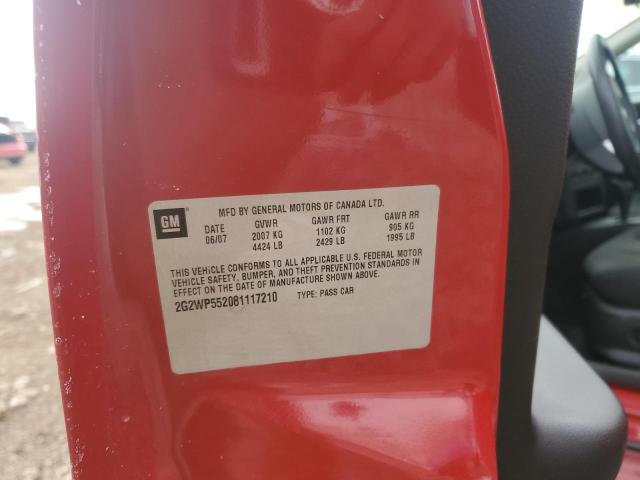 GM
MFD BY GENERAL MOTORS OF CANADA LTD.
DATE GVWR GAWR FRT GAWR RR
06/07 2007 KG 1102 KG 905 KG
4424 LB 2429 LB 1995 LB
THIS VEHICLE CONFORMS TO ALL APPLICABLE U.S. FEDERAL MOTOR
VEHICLE SAFETY, BUMPER, AND THEFT PREVENTION STANDARDS IN
EFFECT ON THE DATE OF MANUFACTURE SHOWN ABOVE.
2G2WP552081117210 TYPE: PASS CAR